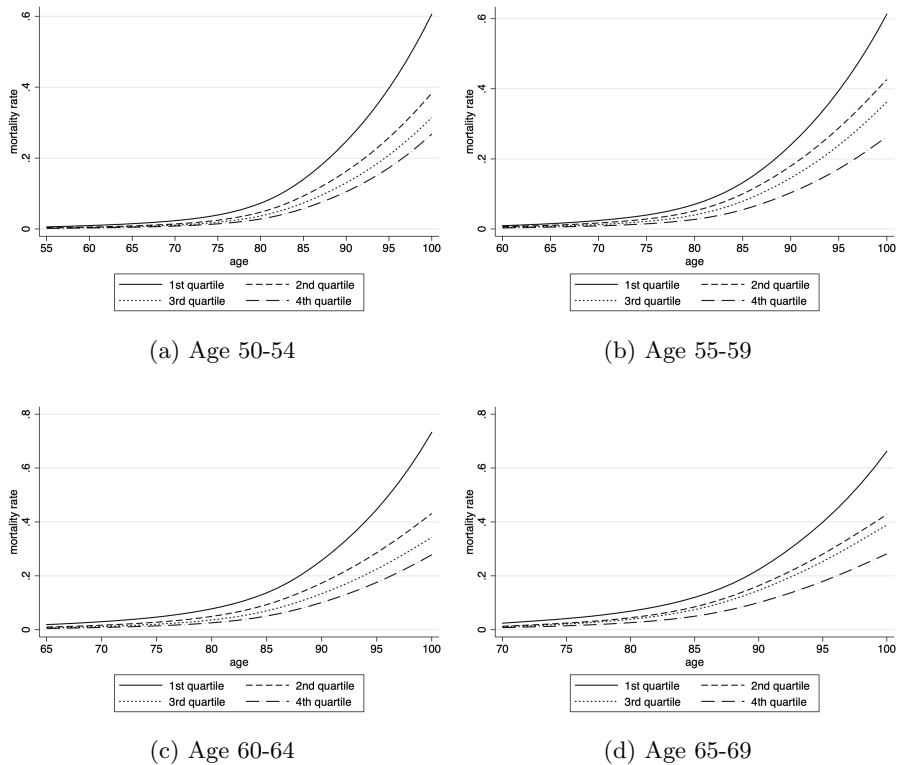 mortality rate
0 .2 .4 .6
55 60 65 70 75 80 85 90 95 100
age
1st quartile 2nd quartile
3rd quartile 4th quartile
(a) Age 50-54
mortality rate
0 .2 .4 .6
60 65 70 75 80 85 90 95 100
age
1st quartile 2nd quartile
3rd quartile 4th quartile
(b) Age 55-59
mortality rate
0 .2 .4 .6 .8
65 70 75 80 85 90 95 100
age
1st quartile 2nd quartile
3rd quartile 4th quartile
(c) Age 60-64
mortality rate
0 .2 .4 .6 .8
70 75 80 85 90 95 100
age
1st quartile 2nd quartile
3rd quartile 4th quartile
(d) Age 65-69